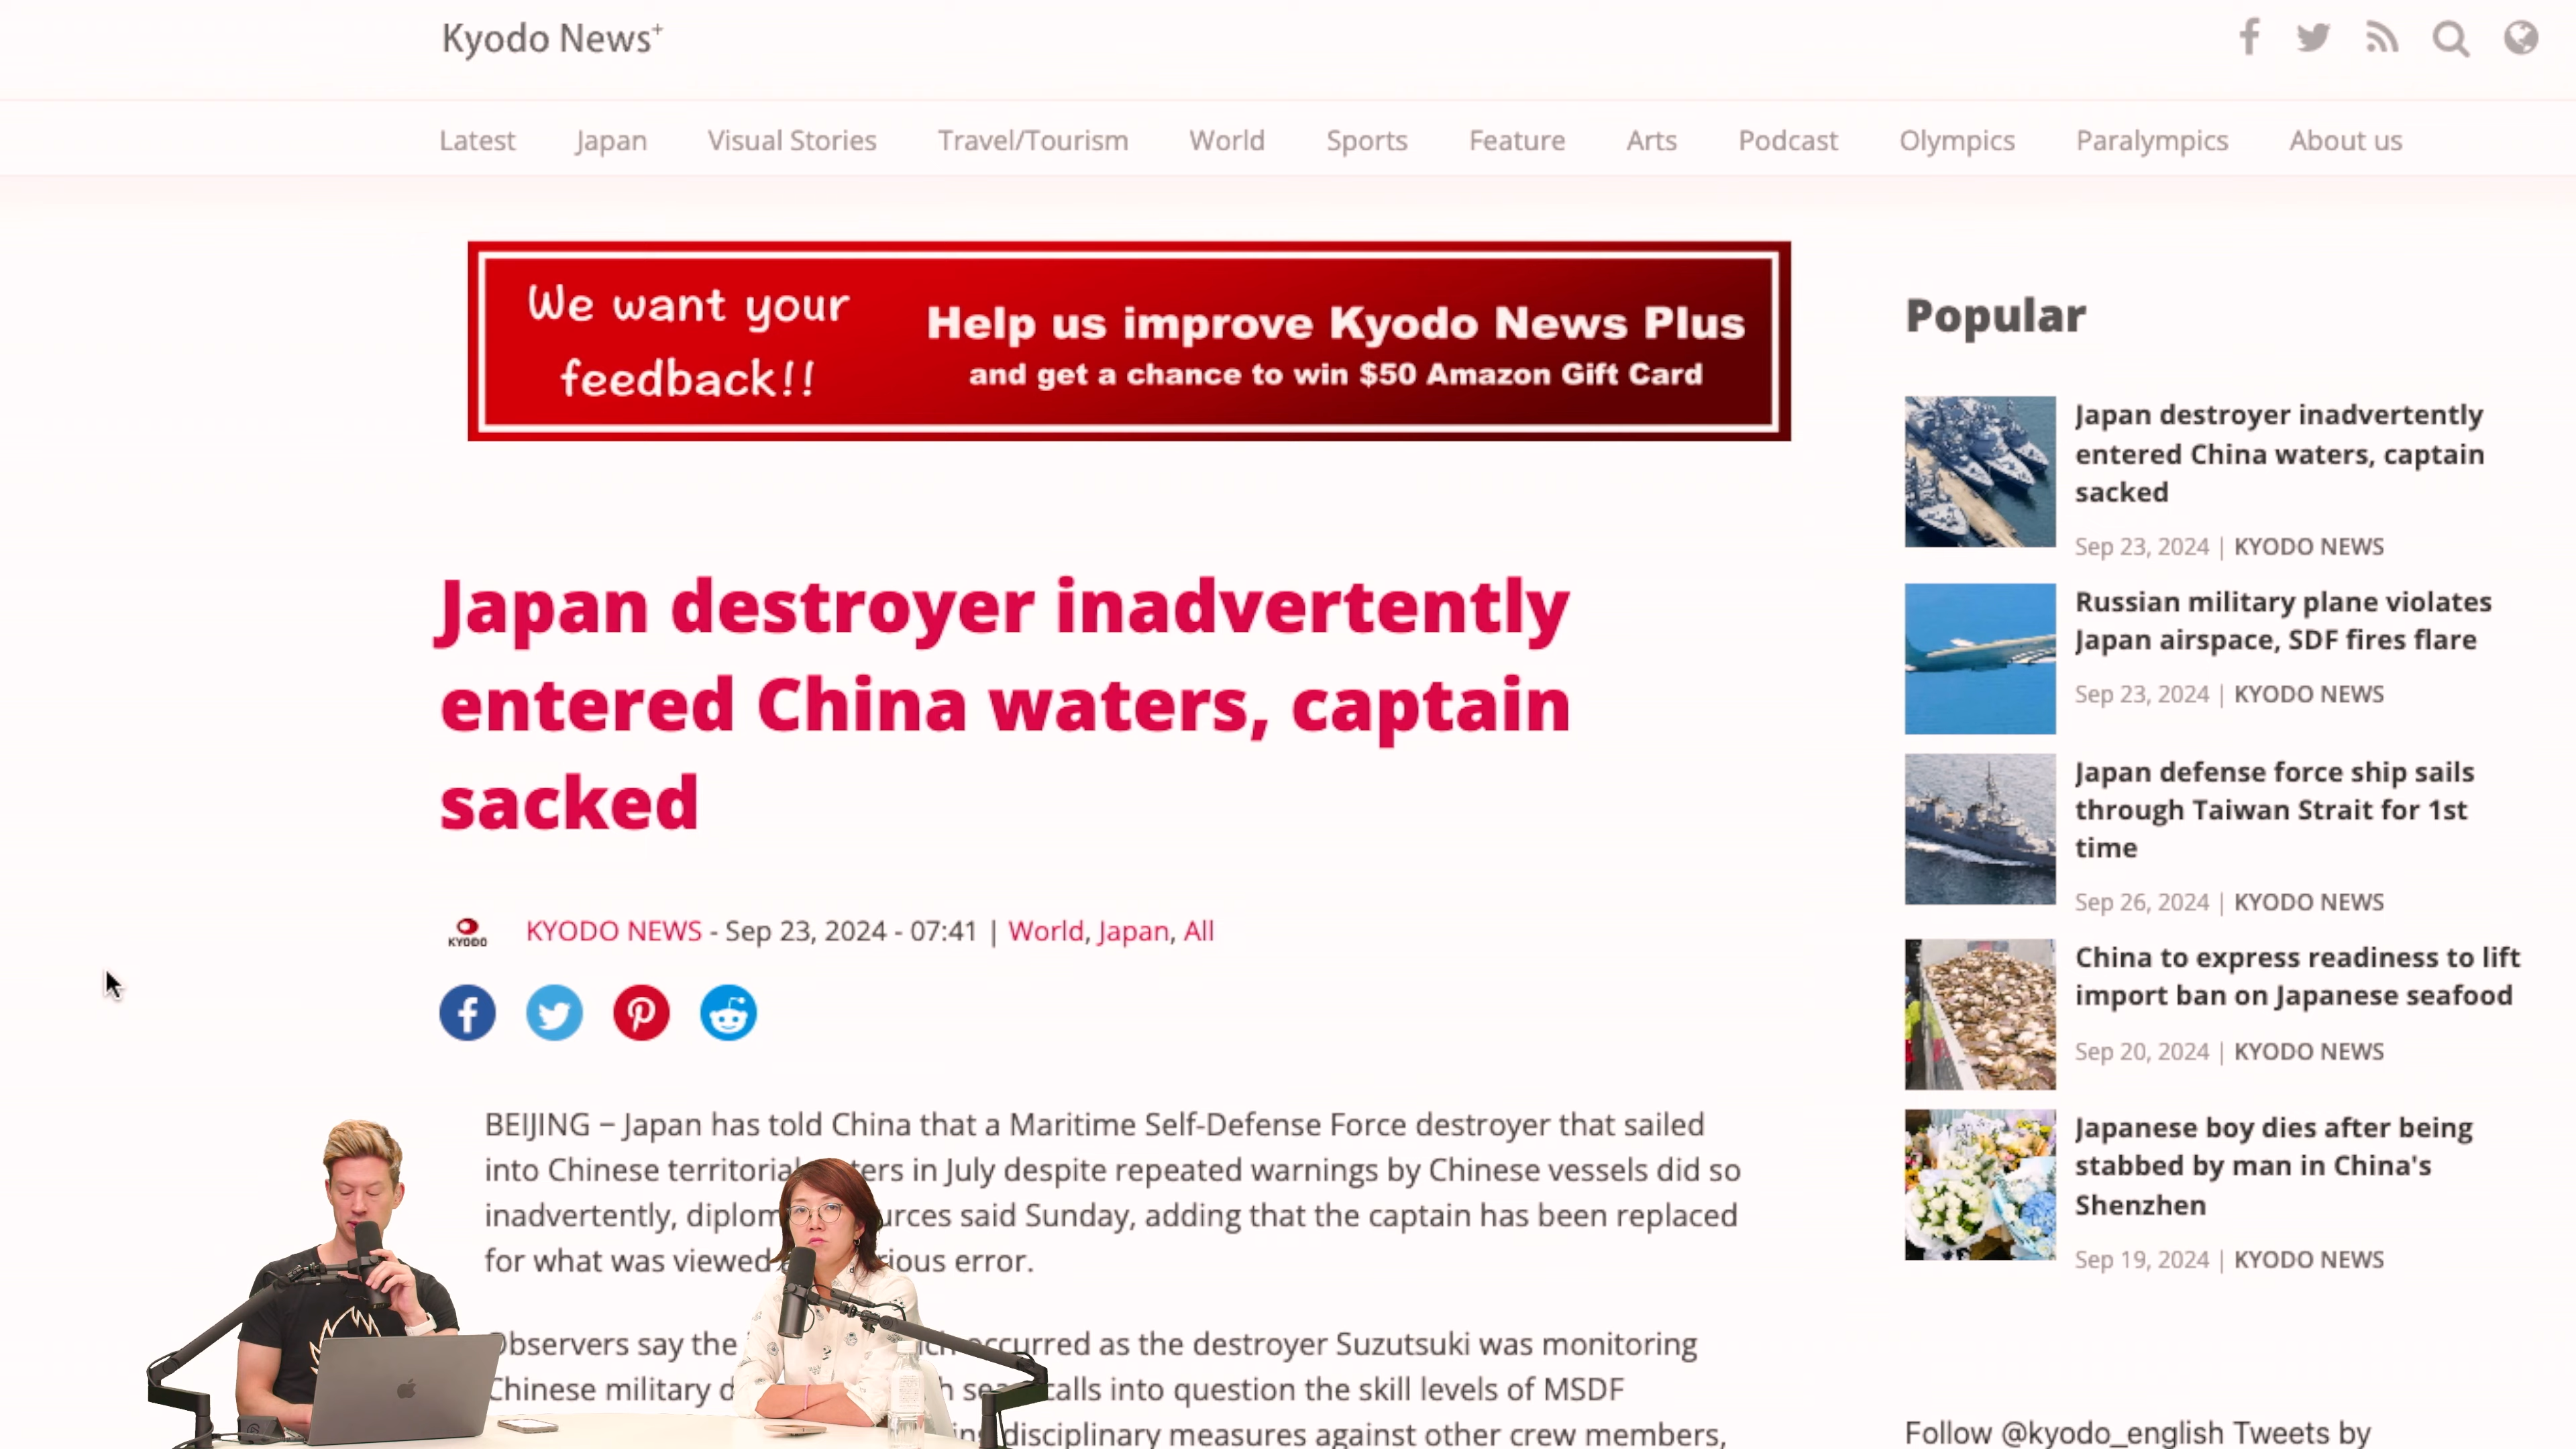 Kyodo News+
Latest Japan Visual Stories Travel/Tourism World Sports Feature Arts Podcast Olympics Paralympics About us
We want your
feedback!!
Help us improve Kyodo News Plus
and get a chance to win $50 Amazon Gift Card
Japan destroyer inadvertently
entered China waters, captain
sacked
KYODO
KYODO NEWS - Sep 23, 2024 - 07:41 | World, Japan, All
BEIJING – Japan has told China that a Maritime Self-Defense Force destroyer that sailed
into Chinese territorial in July despite repeated warnings by Chinese vessels did so
inadvertently, said Sunday, adding that the captain has been replaced
for what was viewed error.
Observers say the occurred as the destroyer Suzutsuki was monitoring
Chinese military calls into question the skill levels of MSDF
disciplinary measures against other crew members,
Popular
Japan destroyer inadvertently
entered China waters, captain
sacked
Sep 23, 2024 | KYODO NEWS
Russian military plane violates
Japan airspace, SDF fires flare
Sep 23, 2024 | KYODO NEWS
Japan defense force ship sails
through Taiwan Strait for 1st
time
Sep 26, 2024 | KYODO NEWS
China to express readiness to lift
import ban on Japanese seafood
Sep 20, 2024 | KYODO NEWS
Japanese boy dies after being
stabbed by man in China's
Shenzhen
Sep 19, 2024 | KYODO NEWS
Follow @kyodo_english Tweets by